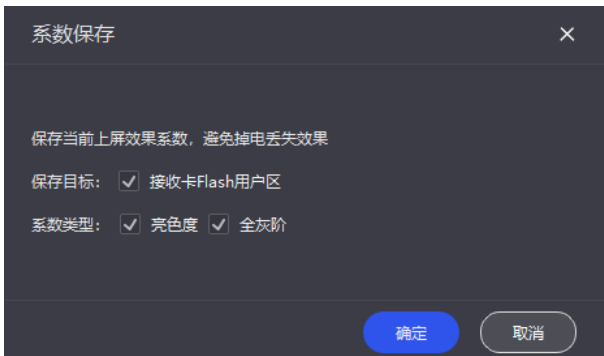 系数保存
保存当前上屏效果系数，避免掉电丢失效果
保存目标： 接收卡Flash用户区
系数类型： 亮色度 全灰阶
确定 取消